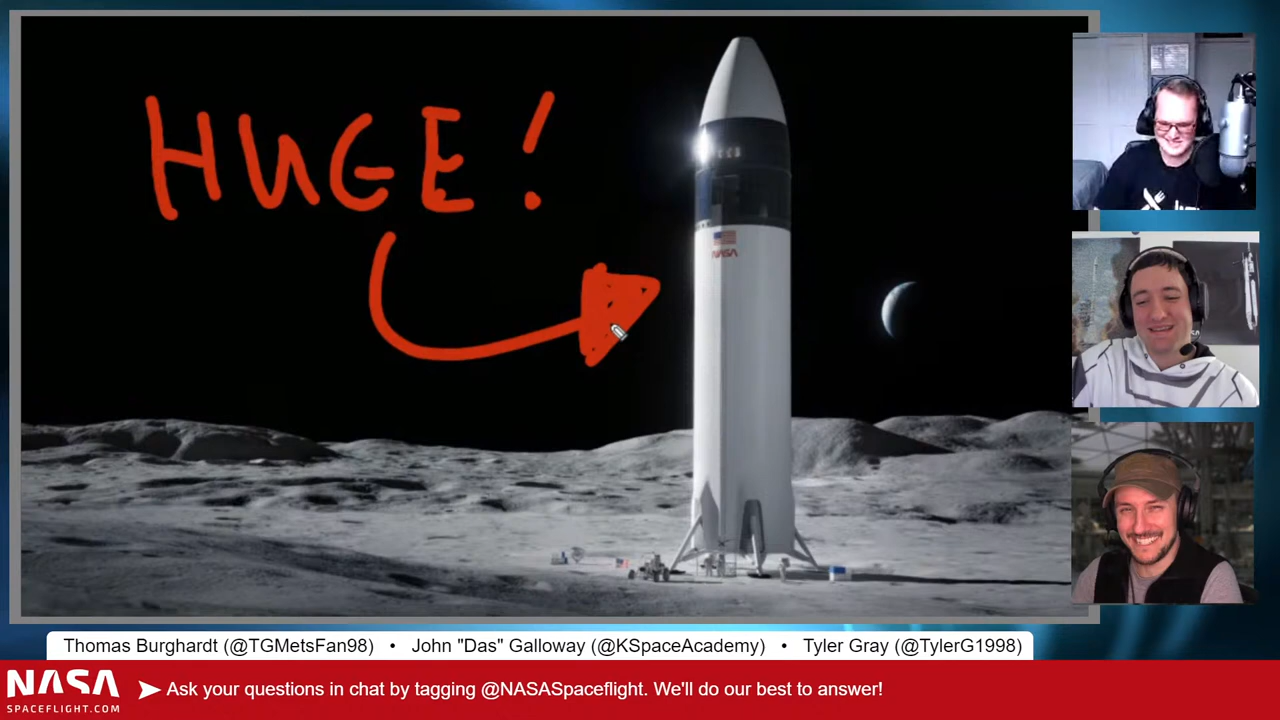 HUGE!
NASA
Thomas Burghardt (@TGMetsFan98) • John "Das" Galloway (@KSpaceAcademy) • Tyler Gray (@TylerG1998)
NASA
SPACEFLIGHT.COM
Ask your questions in chat by tagging @NASASpaceflight. We'll do our best to answer!